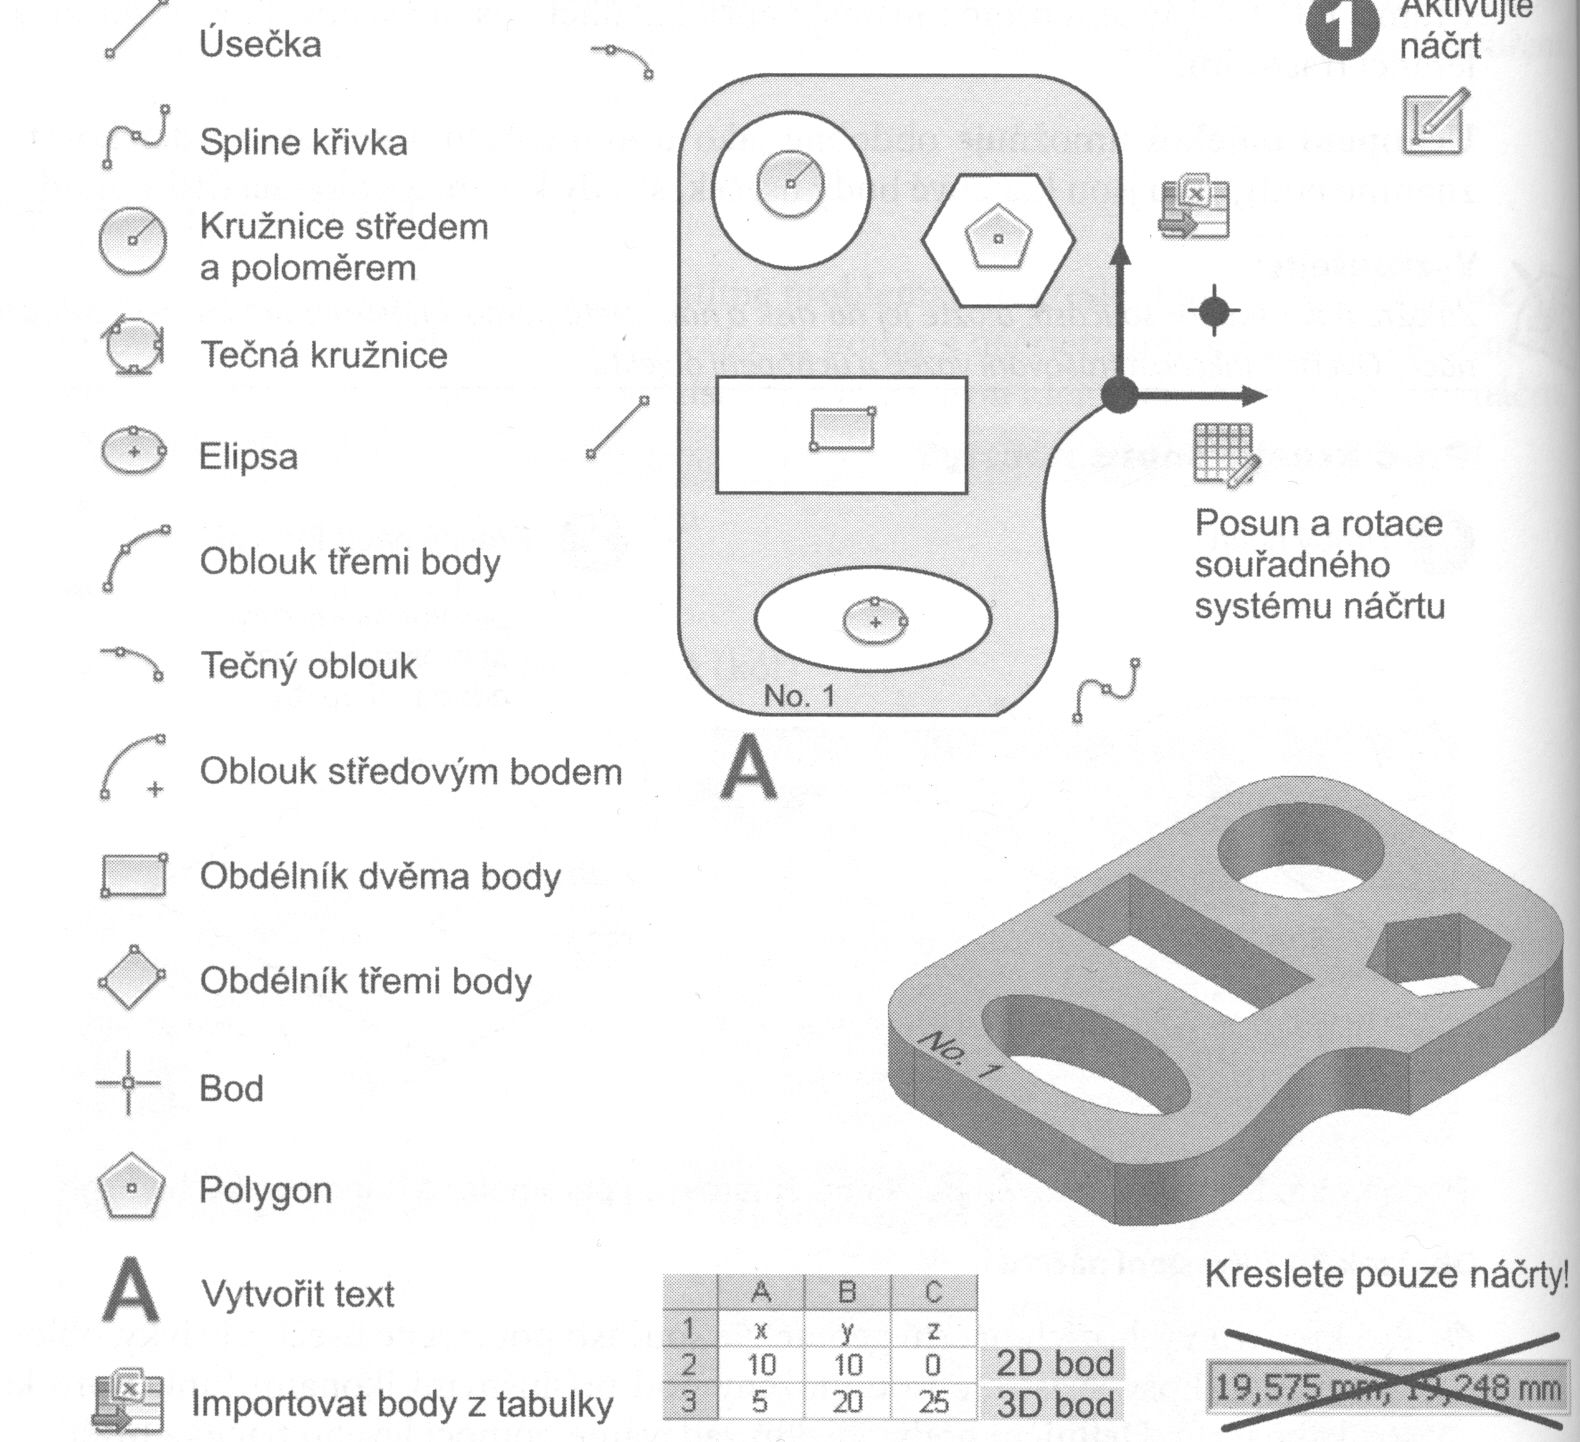 Úsečka
Spline křivka
Kružnice středem
a poloměrem
Tečná kružnice
Elipsa
Oblouk třemi body
Tečný oblouk
Oblouk středovým bodem
Obdélník dvěma body
Obdélník třemi body
Bod
Polygon
A Vytvořit text
Importovat body z tabulky
1 Aktivujte
náčrt
Posun a rotace
souřadného
systému náčrtu
No. 1
A
No. 1
A B C
1 x y z
2 10 10 0 2D bod
3 5 20 25 3D bod
Kreslete pouze náčrty!
19,575 mm, 19,248 mm